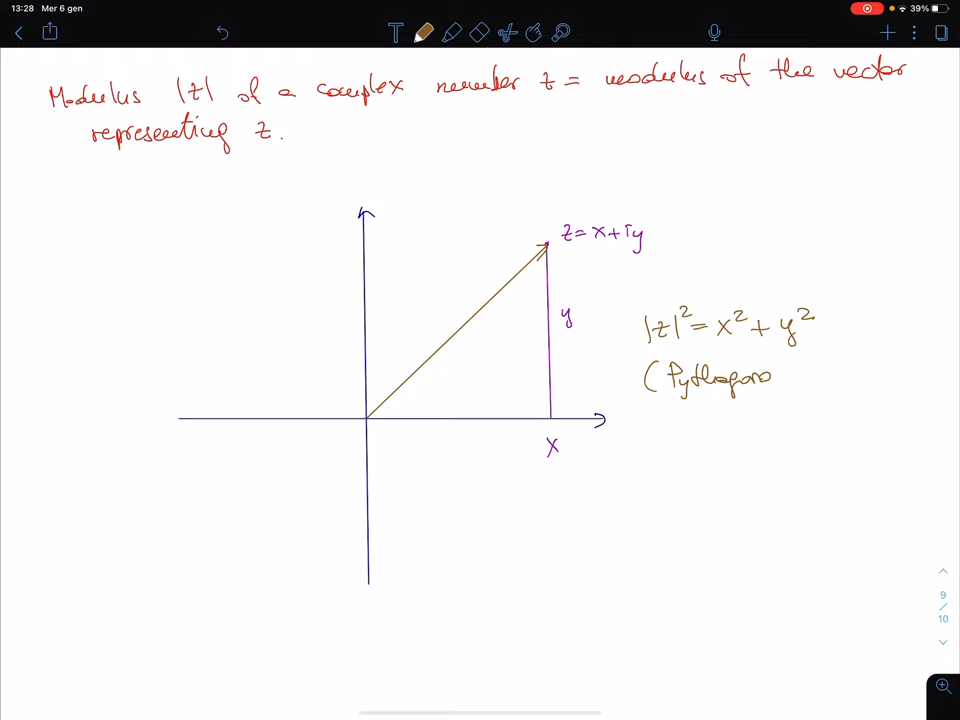 13:28 Mer 6 gen
39%
Modulus |z| of a complex number z = modulus of the vector
representing z.
z = x + iy
y
|z|² = x² + y²
(Pythagora
x
9
/
10